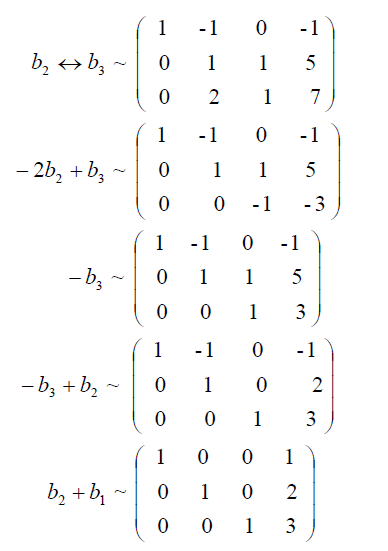 1 -1 0 -1
b₂ ↔ b₃ ~ 0 1 1 5
0 2 1 7
1 -1 0 -1
– 2b₂ + b₃ ~ 0 1 1 5
0 0 -1 -3
1 -1 0 -1
– b₃ ~ 0 1 1 5
0 0 1 3
1 -1 0 -1
– b₃ + b₂ ~ 0 1 0 2
0 0 1 3
1 0 0 1
b₂ + b₁ ~ 0 1 0 2
0 0 1 3